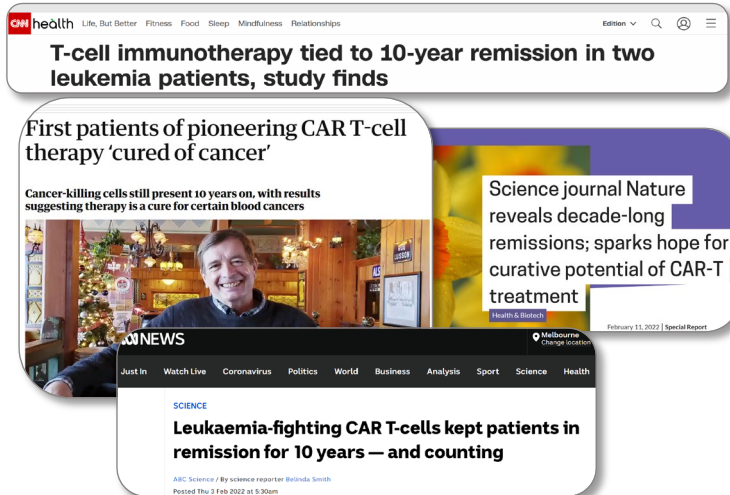 CNN health Life, But Better Fitness Food Sleep Mindfulness Relationships Edition
T-cell immunotherapy tied to 10-year remission in two
leukemia patients, study finds
First patients of pioneering CAR T-cell
therapy ‘cured of cancer’
Cancer-killing cells still present 10 years on, with results
suggesting therapy is a cure for certain blood cancers
Science journal Nature
reveals decade-long
remissions; sparks hope for
curative potential of CAR-T
treatment
Health & Biotech
February 11, 2022 | Special Report
NEWS
Melbourne
Change location
Just In Watch Live Coronavirus Politics World Business Analysis Sport Science Health
SCIENCE
Leukaemia-fighting CAR T-cells kept patients in
remission for 10 years — and counting
ABC Science / By science reporter Belinda Smith
Posted Thu 3 Feb 2022 at 5:30am